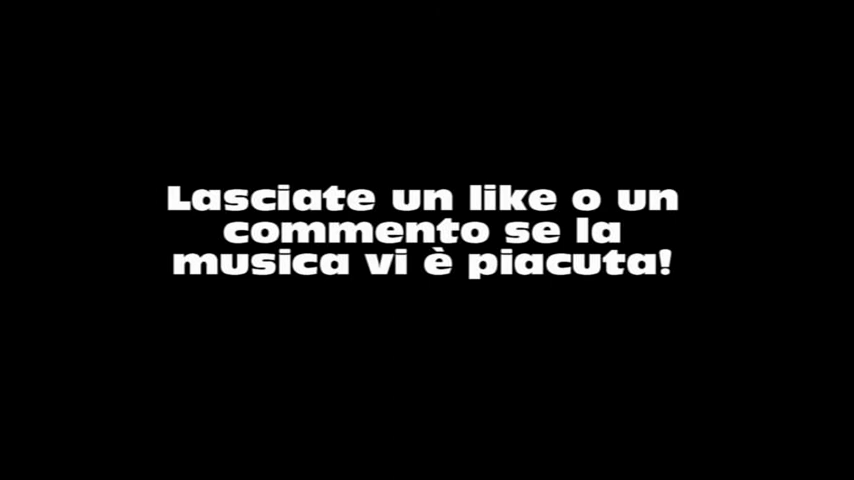 Lasciate un like o un
commento se la
musica vi è piacuta!